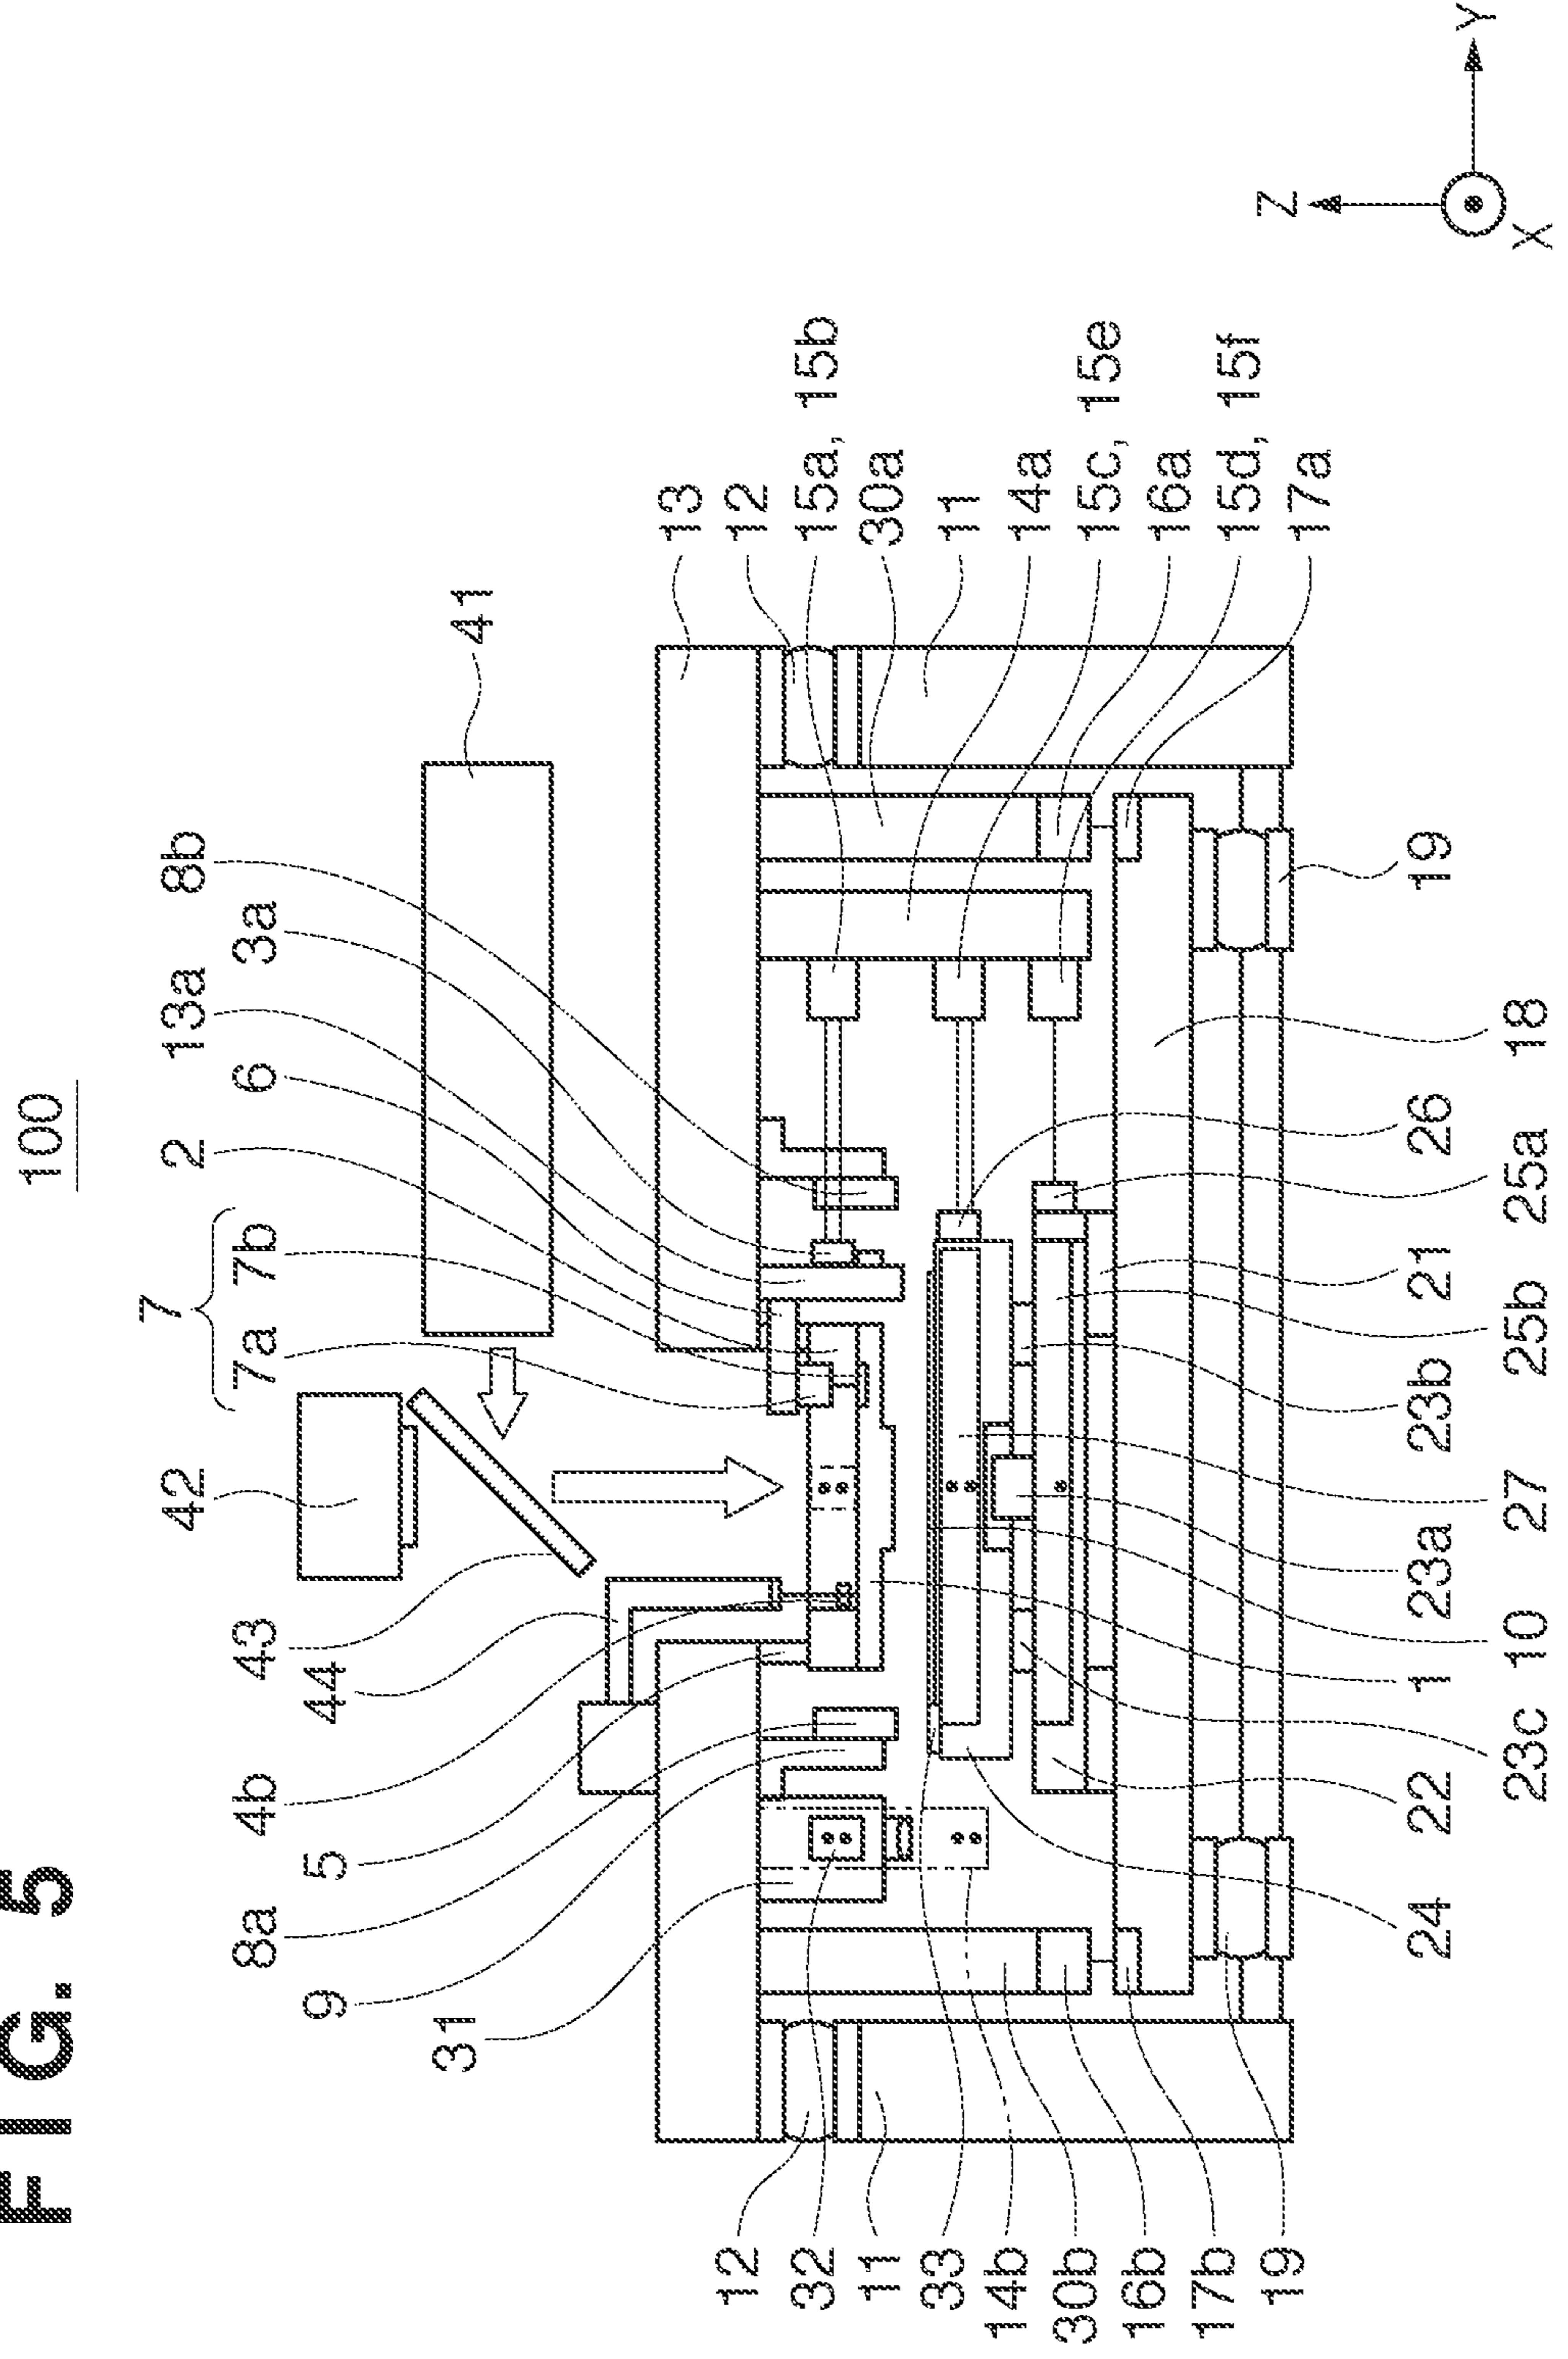 FIG. 5
100
7
42
2
13a
8b
8a
4b
7a
7b
6
3a
9
5
44
43
31
41
12
32
11
33
14b
30b
16b
17b
19
13
12
15a, 15b
30a
11
14a
15c, 15e
16a
15d, 15f
17a
24
22
1
23a
23b
21
26
19
23c
10
27
25b
25a
18
Z
Y
X